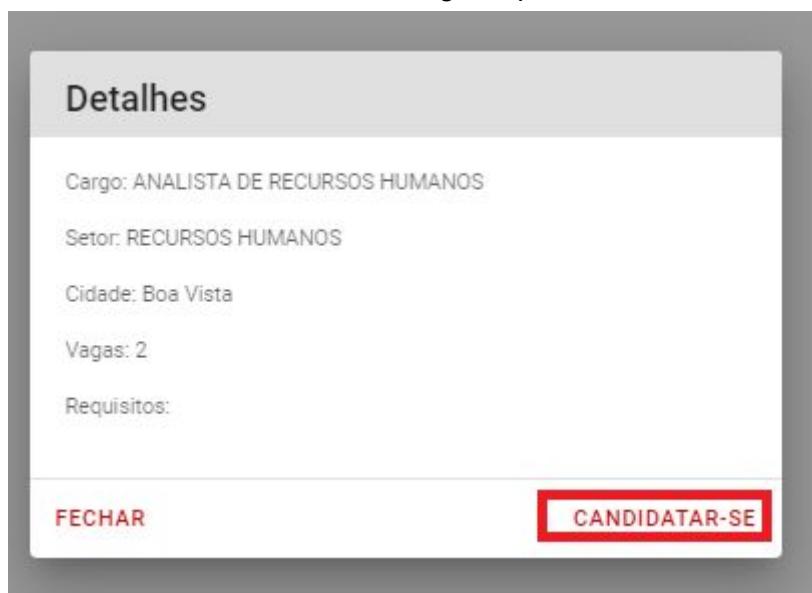 Detalhes
Cargo: ANALISTA DE RECURSOS HUMANOS
Setor: RECURSOS HUMANOS
Cidade: Boa Vista
Vagas: 2
Requisitos:
FECHAR
CANDIDATAR-SE